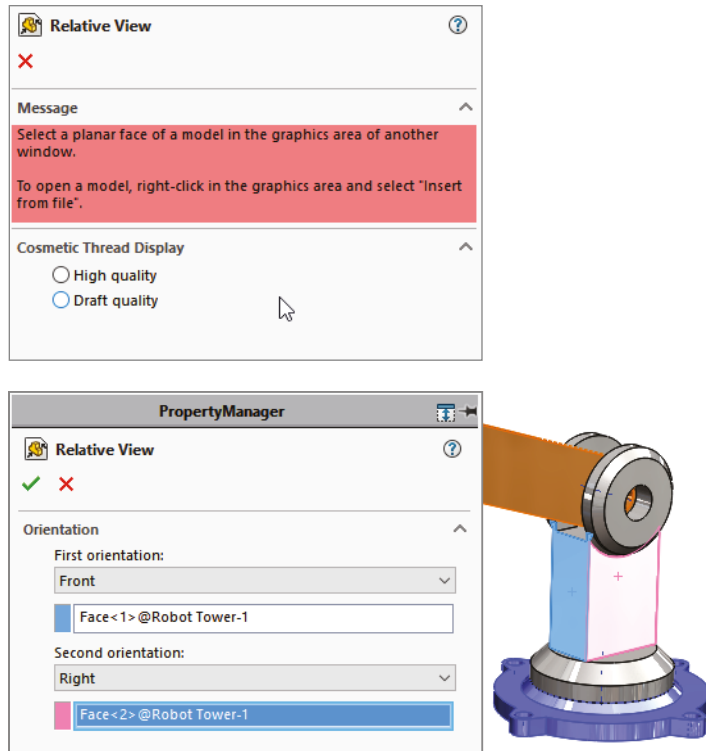 Relative View
Message
Select a planar face of a model in the graphics area of another
window.
To open a model, right-click in the graphics area and select "Insert
from file".
Cosmetic Thread Display
High quality
Draft quality
PropertyManager
Relative View
Orientation
First orientation:
Front
Face<1>@Robot Tower-1
Second orientation:
Right
Face<2>@Robot Tower-1